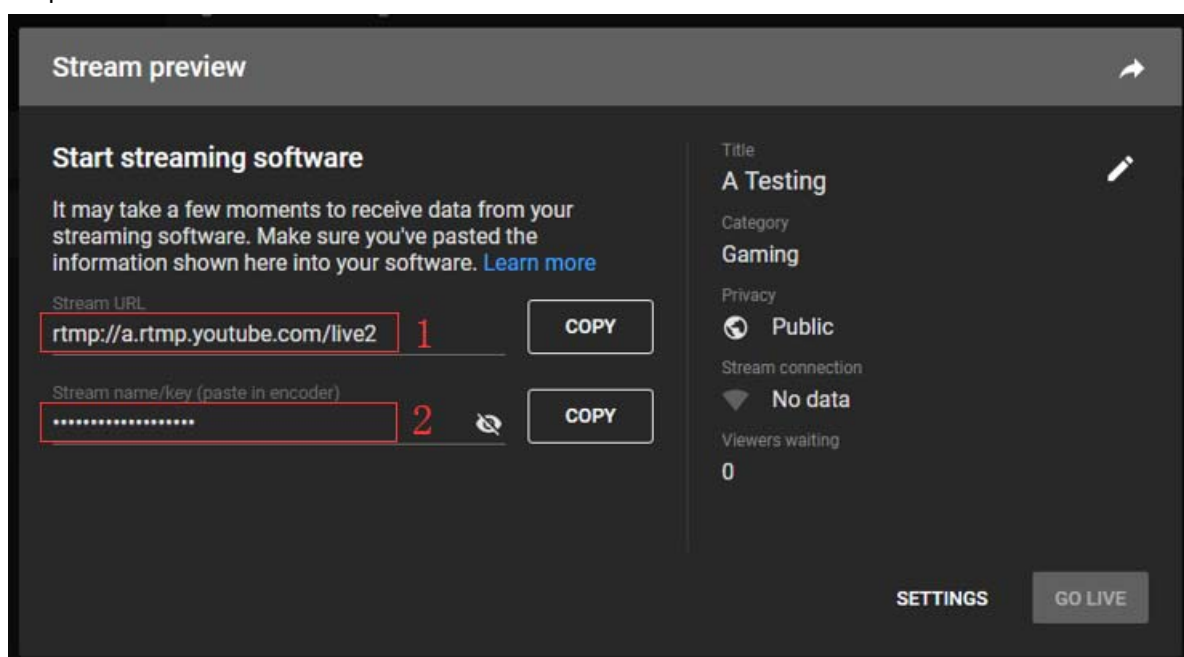 Stream preview
Start streaming software
It may take a few moments to receive data from your
streaming software. Make sure you've pasted the
information shown here into your software. Learn more
Stream URL
rtmp://a.rtmp.youtube.com/live2
1
COPY
Stream name/key (paste in encoder)
•••••••••••••••••••
2
COPY
Title
A Testing
Category
Gaming
Privacy
Public
Stream connection
No data
Viewers waiting
0
SETTINGS
GO LIVE